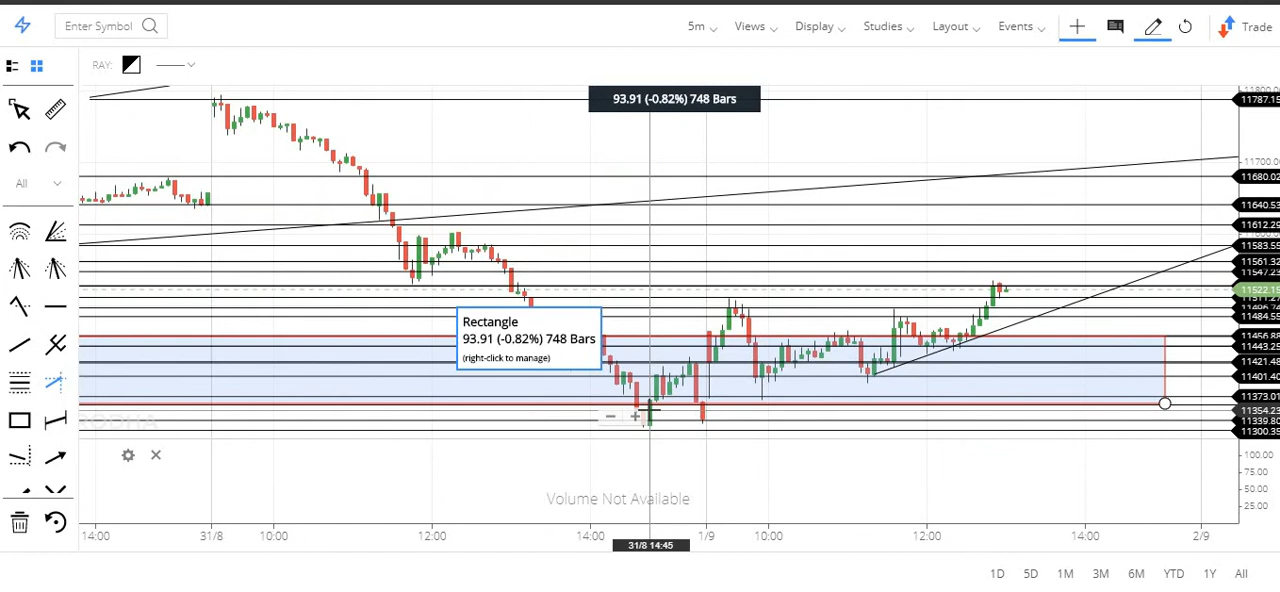 Enter Symbol
5m Views Display Studies Layout Events Trade
RAY:
93.91 (-0.82%) 748 Bars
11787.15
11700.00
11680.02
11640.53
11612.29
11583.55
11561.32
11547.23
11522.15
11484.55
Rectangle
93.91 (-0.82%) 748 Bars
(right-click to manage)
11456.88
11443.25
11421.48
11401.40
11373.01
11354.23
11339.80
11300.35
All
100.00
75.00
50.00
25.00
Volume Not Available
14:00 31/8 10:00 12:00 14:00 1/9 10:00 12:00 14:00 2/9
31/8 14:45
1D 5D 1M 3M 6M YTD 1Y All